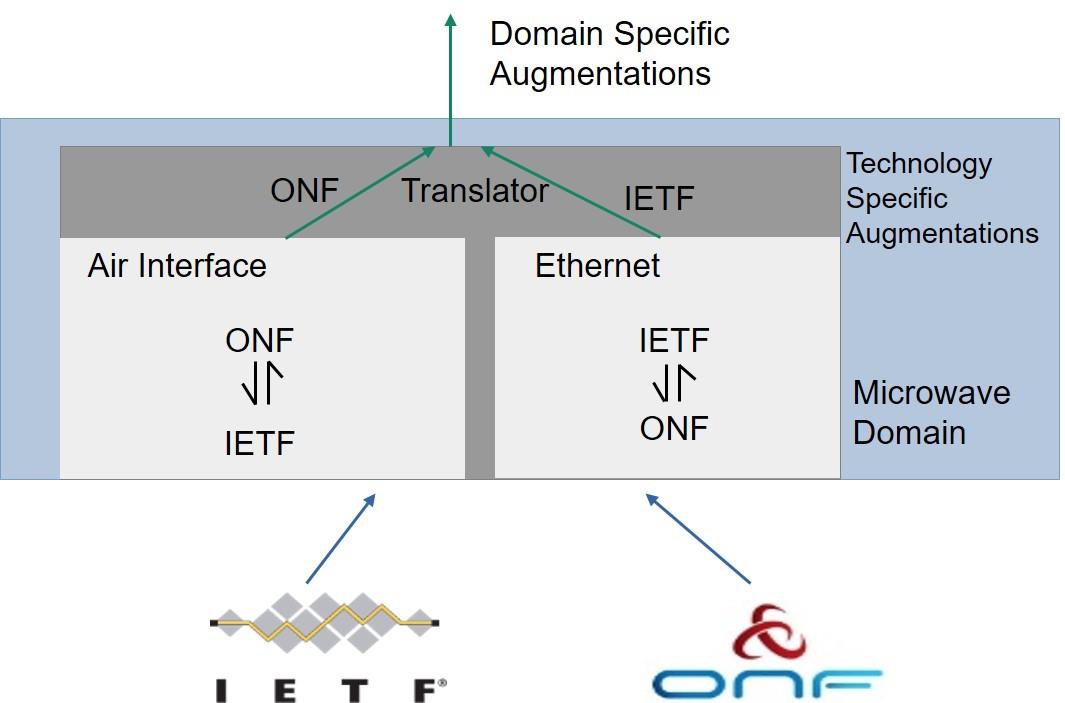 Domain Specific
Augmentations
ONF Translator IETF
Technology
Specific
Augmentations
Air Interface
Ethernet
ONF
IETF
IETF
ONF
Microwave
Domain
I E T F®
ONF